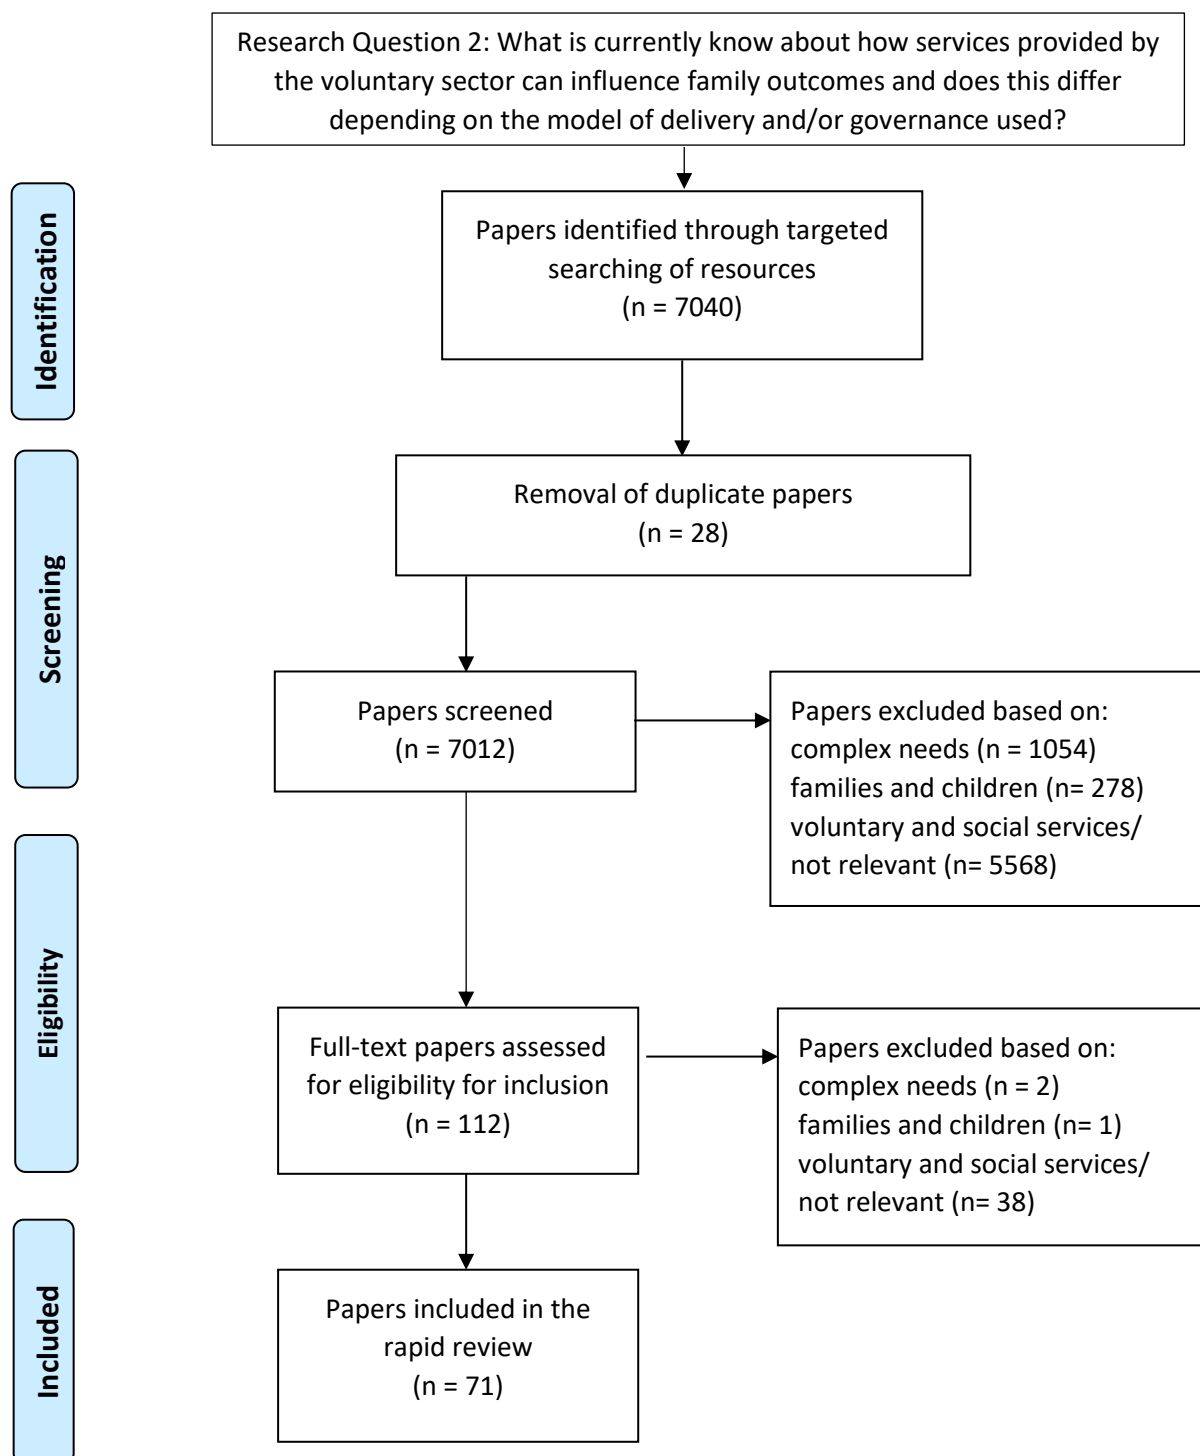 Research Question 2: What is currently know about how services provided by
the voluntary sector can influence family outcomes and does this differ
depending on the model of delivery and/or governance used?
Identification
Papers identified through targeted
searching of resources
(n = 7040)
Screening
Removal of duplicate papers
(n = 28)
Papers screened
(n = 7012)
Papers excluded based on:
complex needs (n = 1054)
families and children (n= 278)
voluntary and social services/
not relevant (n= 5568)
Eligibility
Full-text papers assessed
for eligibility for inclusion
(n = 112)
Papers excluded based on:
complex needs (n = 2)
families and children (n= 1)
voluntary and social services/
not relevant (n= 38)
Included
Papers included in the
rapid review
(n = 71)